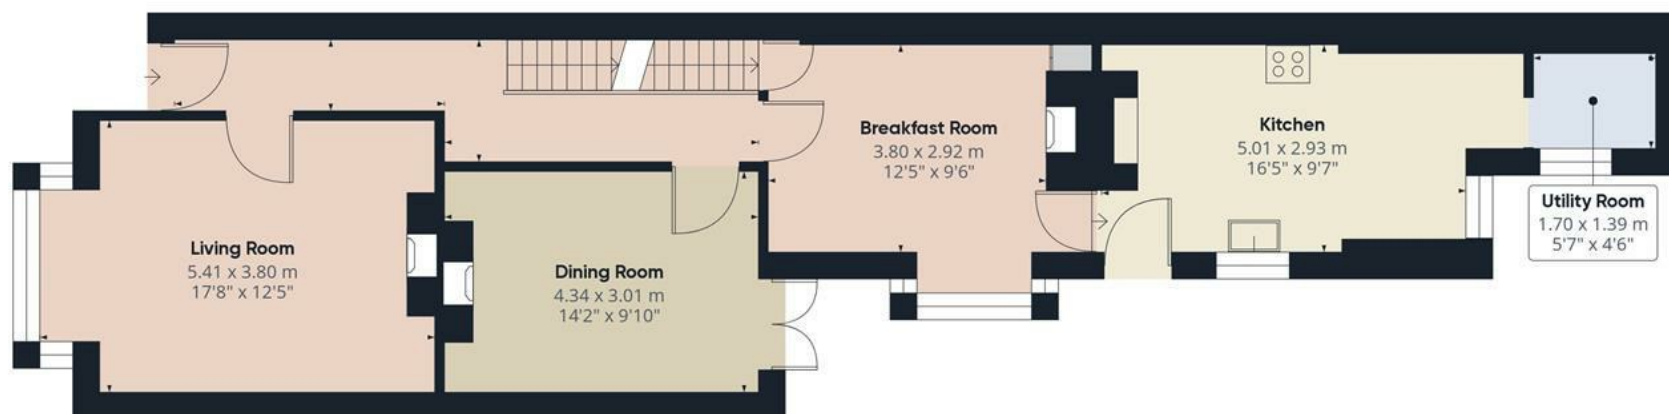 Living Room
5.41 x 3.80 m
17'8" x 12'5"
Dining Room
4.34 x 3.01 m
14'2" x 9'10"
Breakfast Room
3.80 x 2.92 m
12'5" x 9'6"
Kitchen
5.01 x 2.93 m
16'5" x 9'7"
Utility Room
1.70 x 1.39 m
5'7" x 4'6"